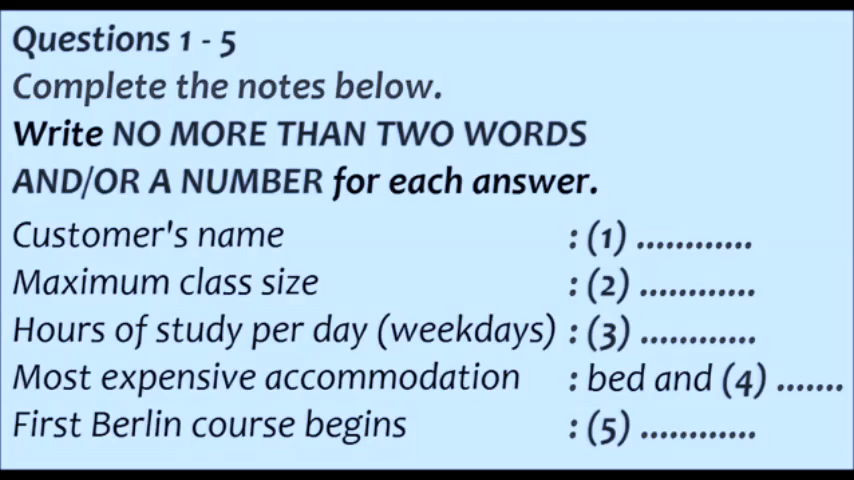 Questions 1 - 5
Complete the notes below.
Write NO MORE THAN TWO WORDS
AND/OR A NUMBER for each answer.
Customer's name : (1) ............
Maximum class size : (2) ............
Hours of study per day (weekdays) : (3) ............
Most expensive accommodation : bed and (4) .......
First Berlin course begins : (5) ............